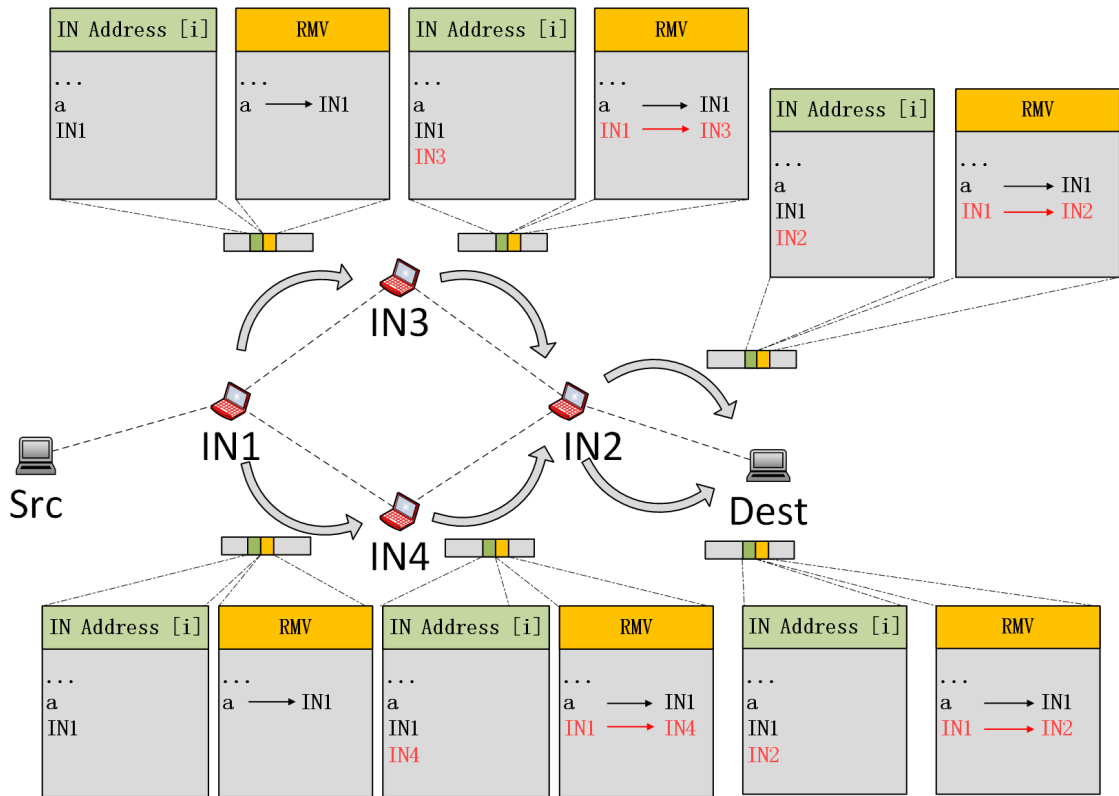 IN Address [i]
...
a
IN1
RMV
...
a → IN1
IN Address [i]
...
a
IN1
IN3
RMV
...
a → IN1
IN1 → IN3
IN Address [i]
...
a
IN1
IN2
RMV
...
a → IN1
IN1 → IN2
IN3
IN1
IN2
Src
Dest
IN4
IN Address [i]
...
a
IN1
RMV
...
a → IN1
IN Address [i]
...
a
IN1
IN4
RMV
...
a → IN1
IN1 → IN4
IN Address [i]
...
a
IN1
IN2
RMV
...
a → IN1
IN1 → IN2